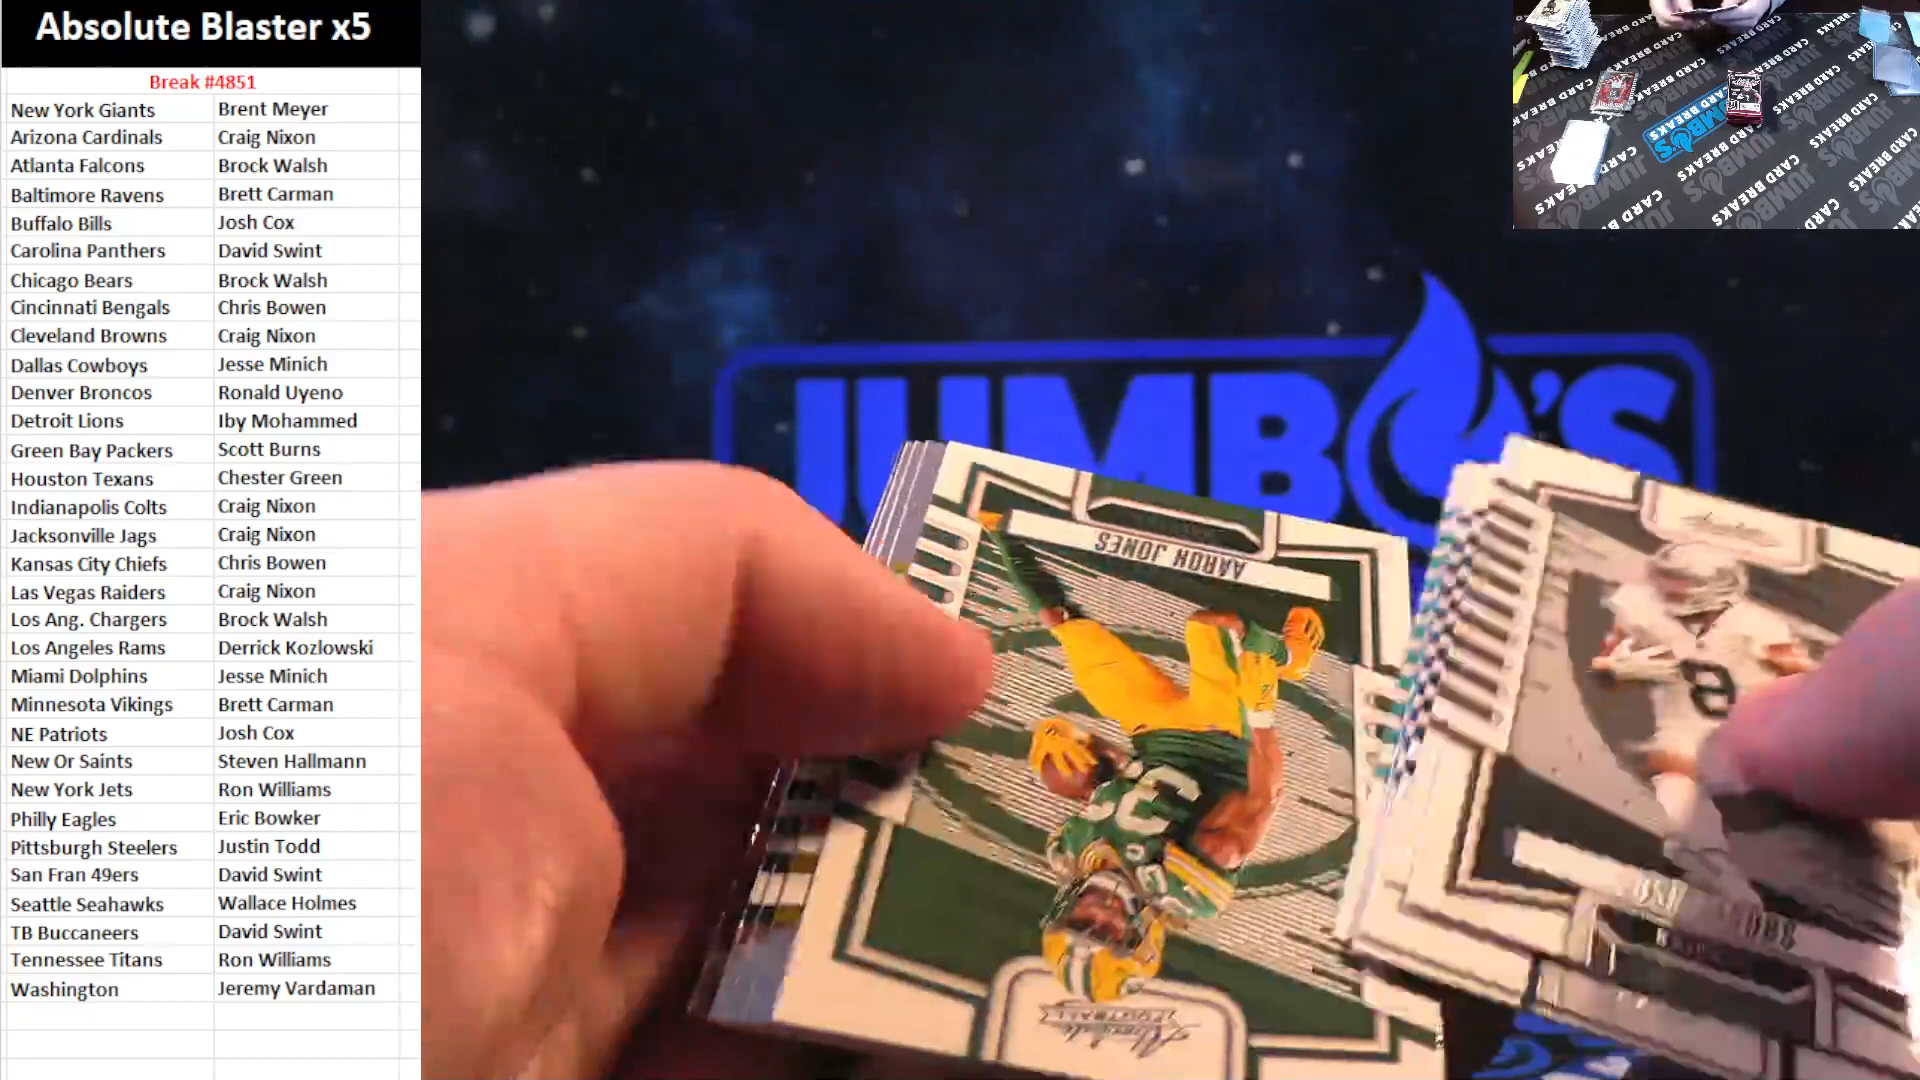 Absolute Blaster x5
Break #4851
New York Giants Brent Meyer
Arizona Cardinals Craig Nixon
Atlanta Falcons Brock Walsh
Baltimore Ravens Brett Carman
Buffalo Bills Josh Cox
Carolina Panthers David Swint
Chicago Bears Brock Walsh
Cincinnati Bengals Chris Bowen
Cleveland Browns Craig Nixon
Dallas Cowboys Jesse Minich
Denver Broncos Ronald Uyeno
Detroit Lions Iby Mohammed
Green Bay Packers Scott Burns
Houston Texans Chester Green
Indianapolis Colts Craig Nixon
Jacksonville Jags Craig Nixon
Kansas City Chiefs Chris Bowen
Las Vegas Raiders Craig Nixon
Los Ang. Chargers Brock Walsh
Los Angeles Rams Derrick Kozlowski
Miami Dolphins Jesse Minich
Minnesota Vikings Brett Carman
NE Patriots Josh Cox
New Or Saints Steven Hallmann
New York Jets Ron Williams
Philly Eagles Eric Bowker
Pittsburgh Steelers Justin Todd
San Fran 49ers David Swint
Seattle Seahawks Wallace Holmes
TB Buccaneers David Swint
Tennessee Titans Ron Williams
Washington Jeremy Vardaman
JUMBO'S
AARON JONES
33
Absolute
FOOTBALL
8
JUMBO'S
CARD BREAKS